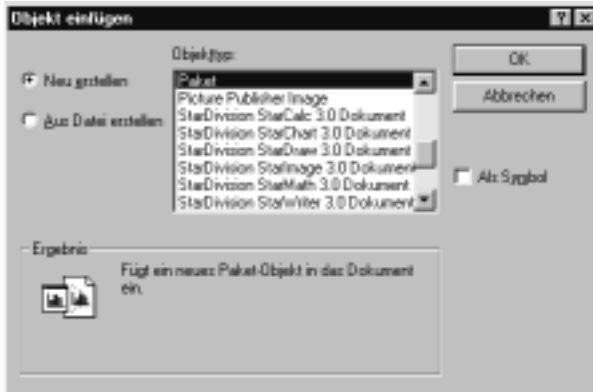 Objekt einfügen
Objekttyp:
Neu erstellen
Aus Datei erstellen
Paket
Picture Publisher Image
StarDivision StarCalc 3.0 Dokument
StarDivision StarChart 3.0 Dokument
StarDivision StarDraw 3.0 Dokument
StarDivision StarImage 3.0 Dokument
StarDivision StarMath 3.0 Dokument
StarDivision StarWriter 3.0 Dokument
OK
Abbrechen
Als Symbol
Ergebnis
Fügt ein neues Paket-Objekt in das Dokument
ein.